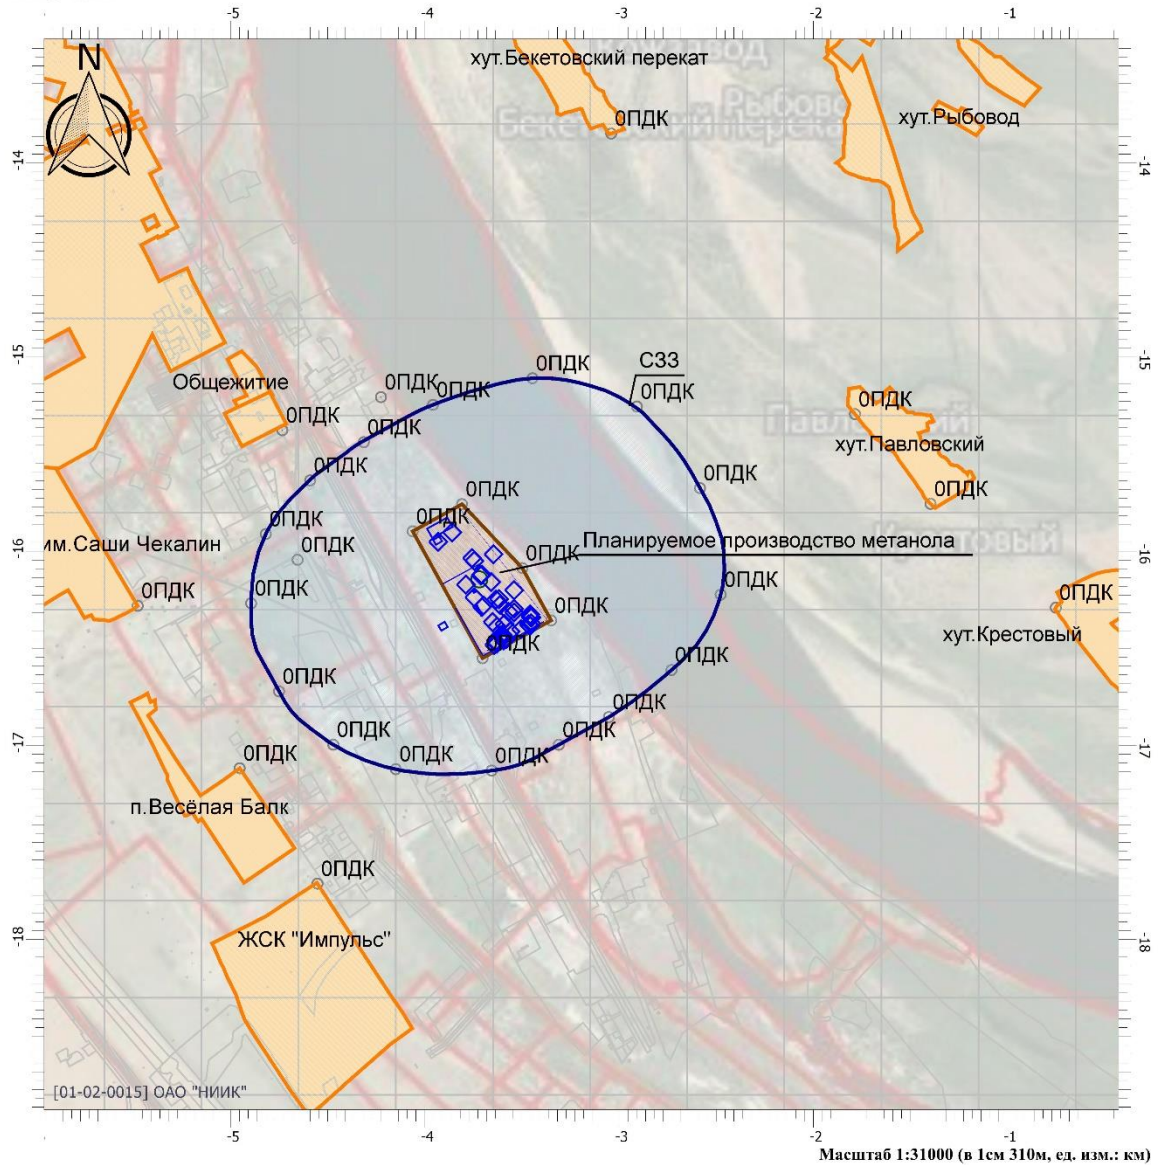 -5 -4 -3 -2 -1
N
хут.Бекетовский перекат
0ПДК
хут.Рыбовод
-14 -14
-15 -15
0ПДК
СЗЗ
Общежитие
0ПДК 0ПДК
0ПДК
0ПДК
0ПДК 0ПДК
хут.Павловский
0ПДК
0ПДК
0ПДК
0ПДК
0ПДК
0ПДК
им.Саши Чекалин
0ПДК
Планируемое производство метанола
0ПДК
-16 -16
0ПДК
0ПДК
0ПДК
0ПДК
0ПДК
0ПДК
хут.Крестовый
0ПДК
0ПДК
0ПДК
0ПДК
0ПДК
0ПДК
0ПДК
0ПДК
0ПДК
-17 -17
0ПДК
п.Весёлая Балк
0ПДК
ЖСК "Импульс"
-18 -18
[01-02-0015] ОАО "НИИК"
-5 -4 -3 -2 -1
Масштаб 1:31000 (в 1см 310м, ед. изм.: км)